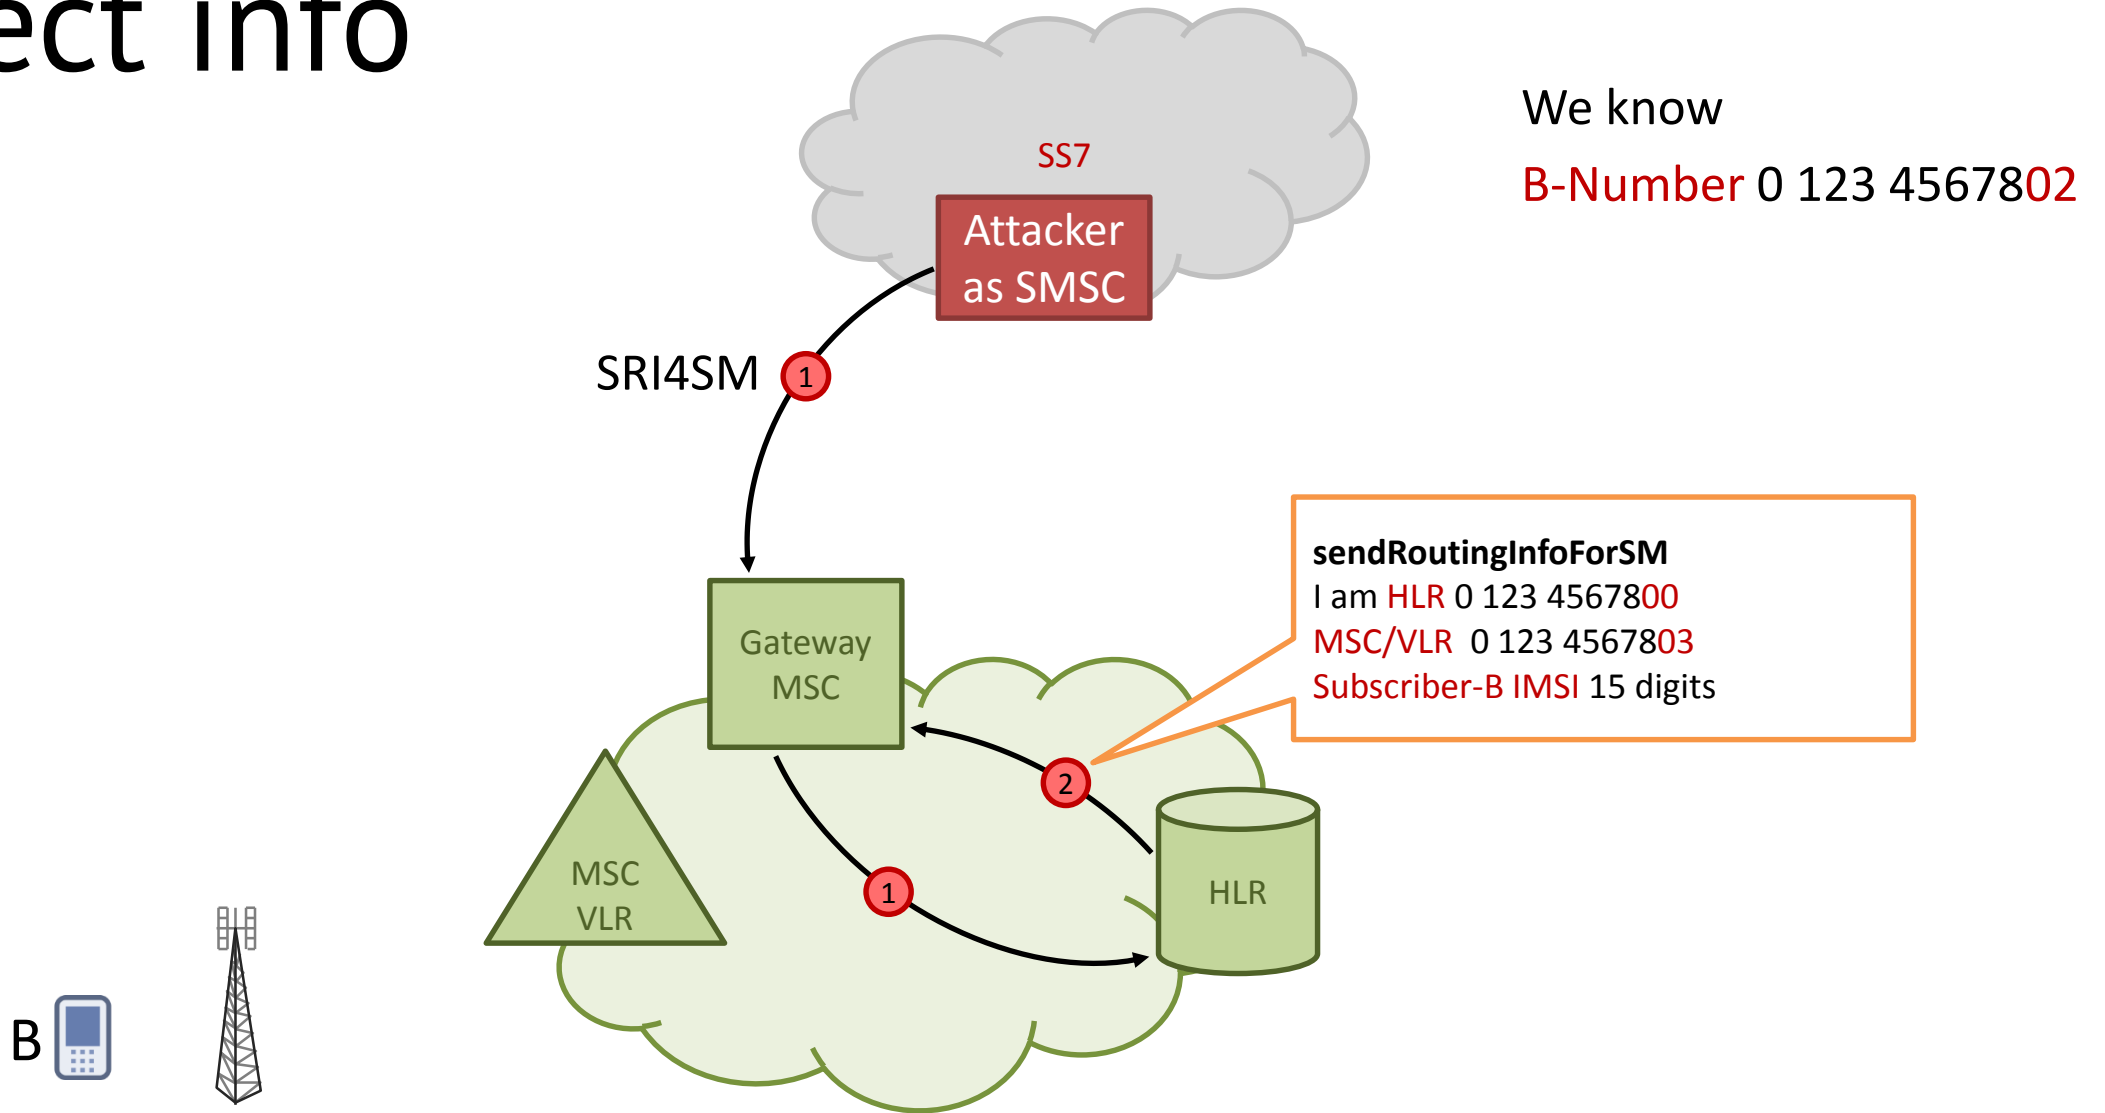 ect info
We know
B-Number 0 123 4567802
SS7
Attacker
as SMSC
SRI4SM
1
sendRoutingInfoForSM
I am HLR 0 123 4567800
MSC/VLR 0 123 4567803
Subscriber-B IMSI 15 digits
Gateway
MSC
2
MSC
VLR
1
HLR
B